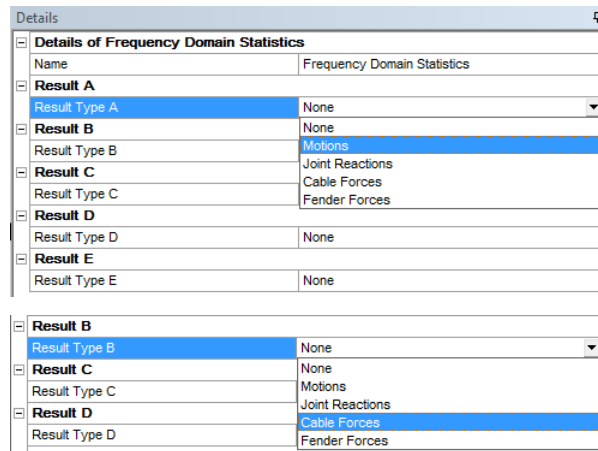 Details
Details of Frequency Domain Statistics
Name Frequency Domain Statistics
Result A
Result Type A None
Result B None
Result Type B Motions
Result C Joint Reactions
Result Type C Cable Forces
Fender Forces
Result D
Result Type D None
Result E
Result Type E None
Result B
Result Type B None
Result C None
Result Type C Motions
Joint Reactions
Result D Cable Forces
Result Type D Fender Forces